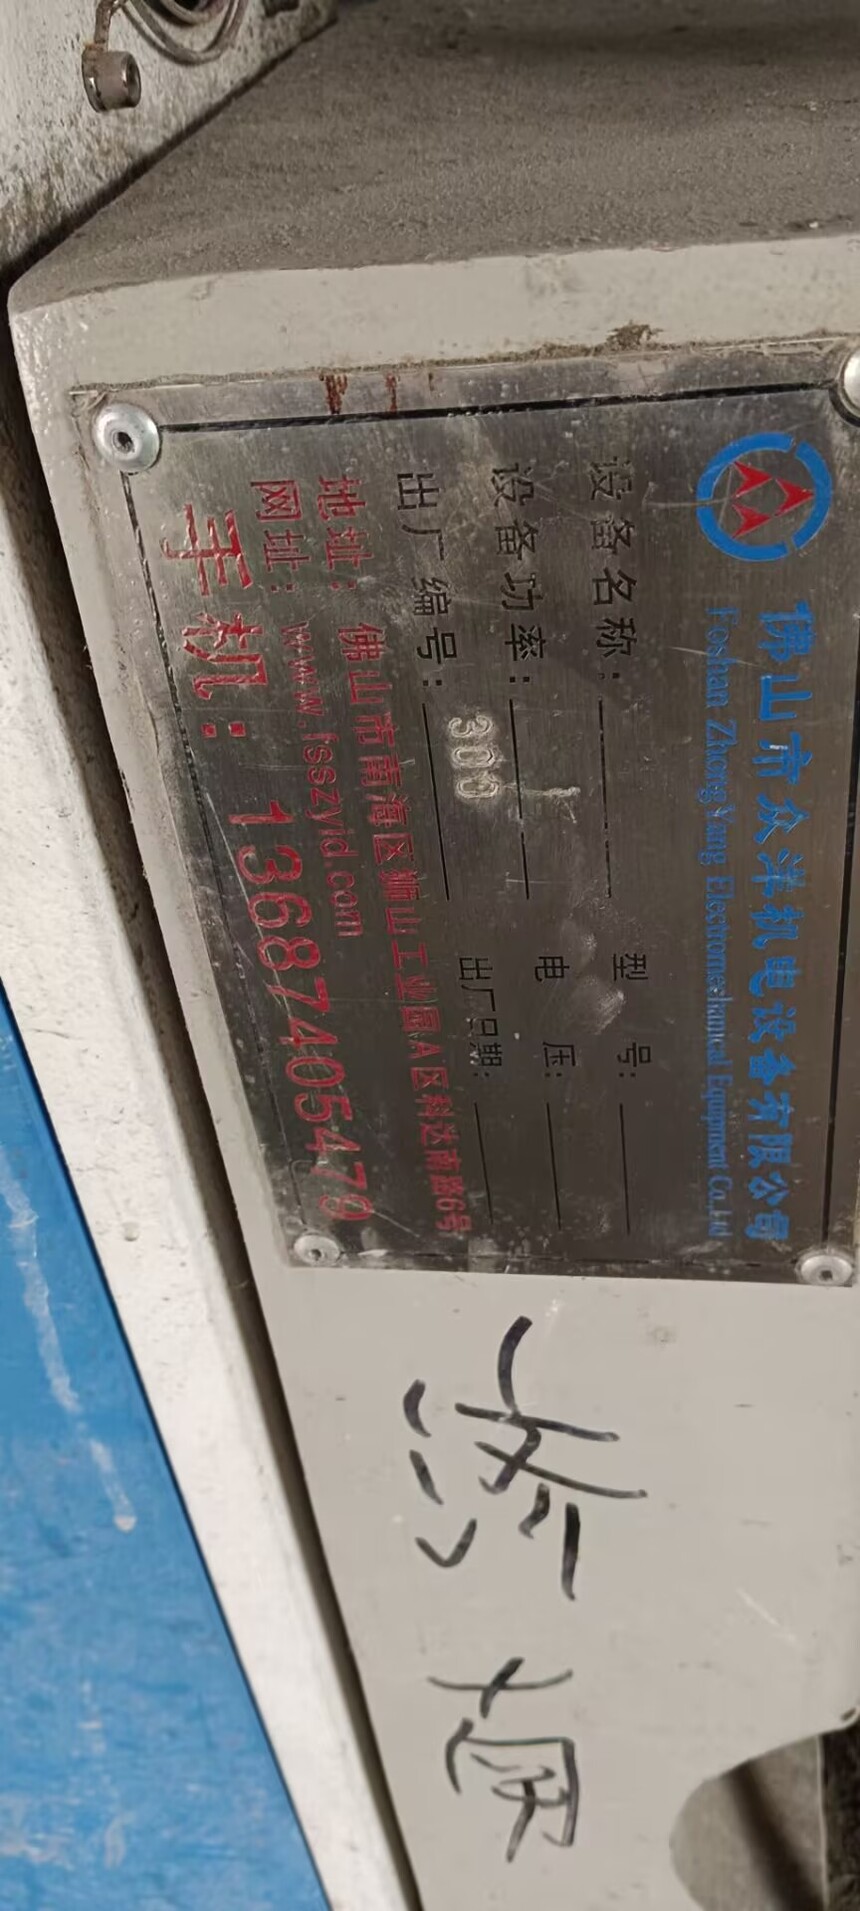 佛山市众洋机电设备有限公司
Foshan ZhongYang Electromechanical Equipment Co.,Ltd
设备名称: 型 号:
设备功率: 电 压:
出厂编号: 309 出厂日期:
地址: 佛山市南海区狮山工业园A区科达南路6号
网址: www.fsszyjd.com
手机: 13687405479